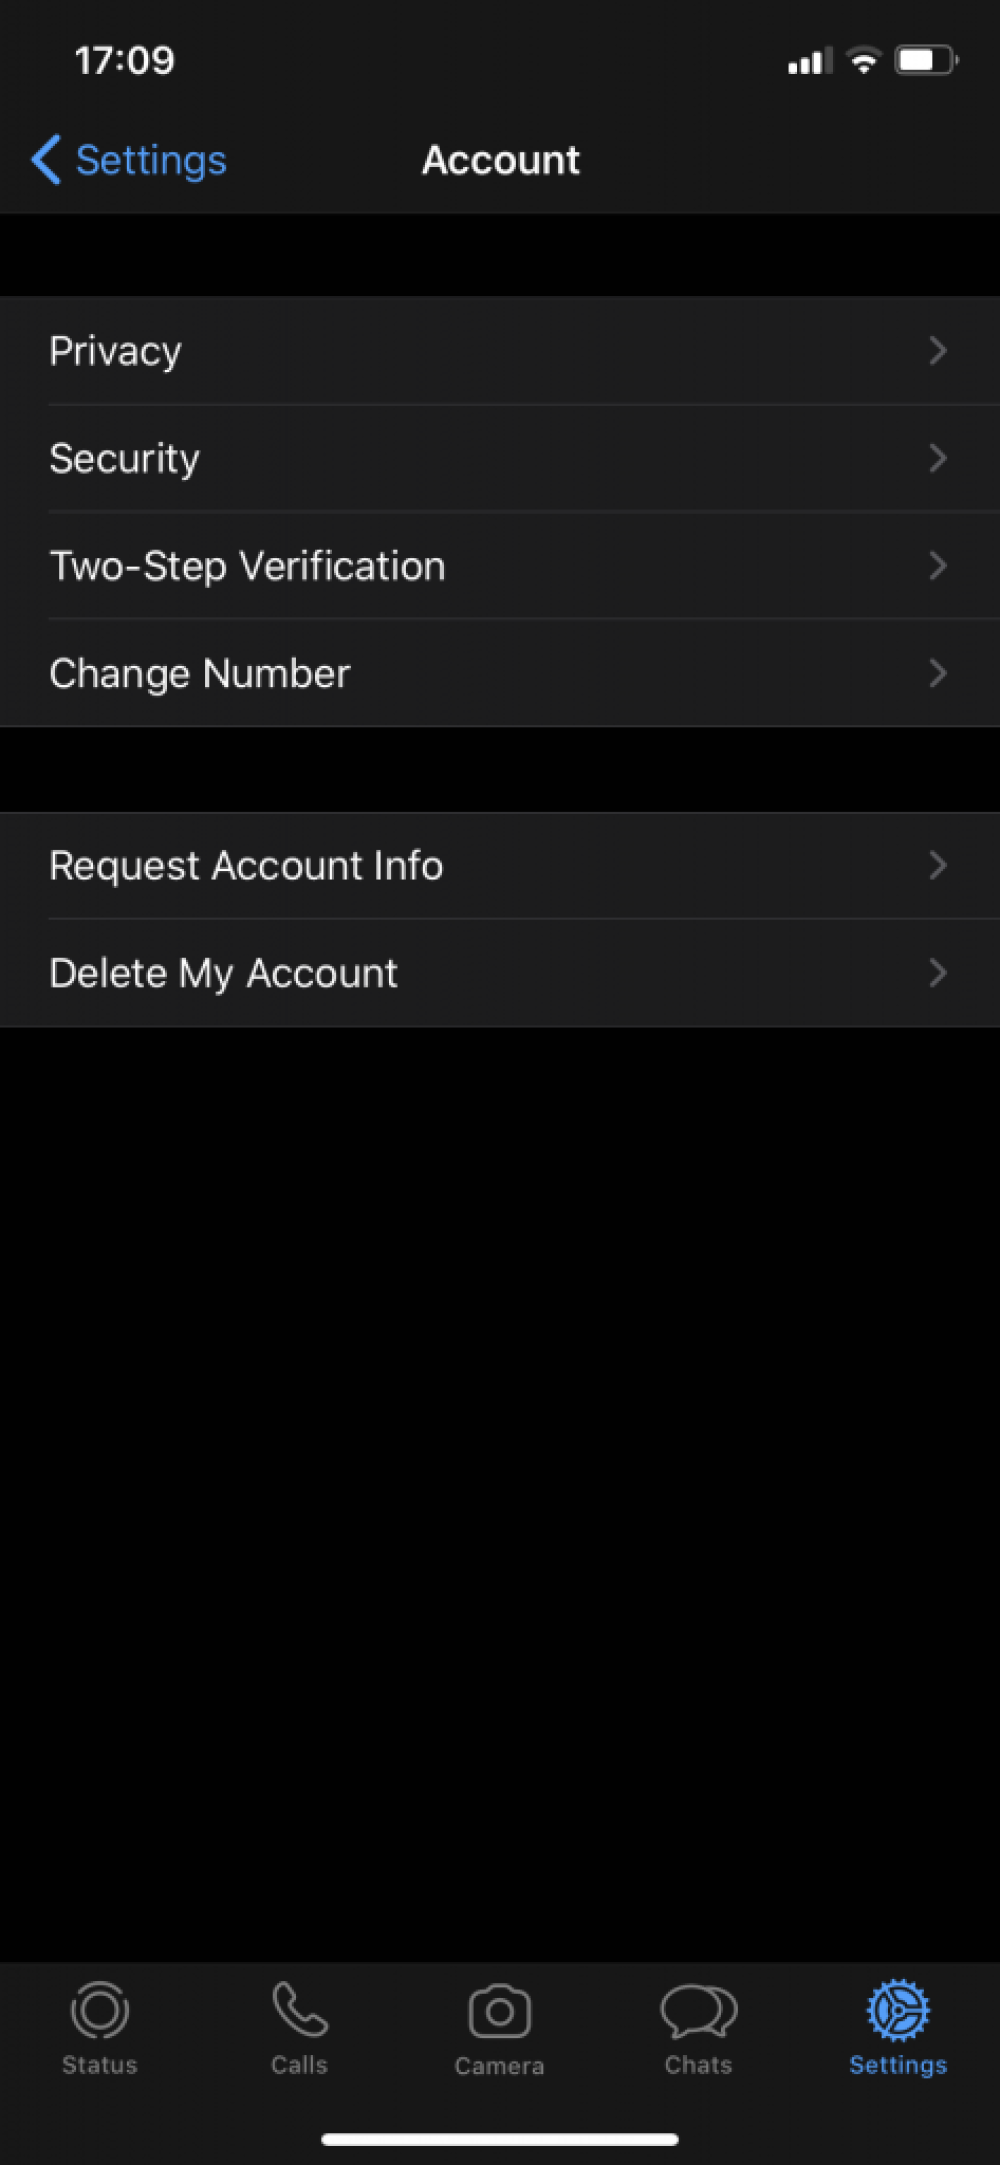 17:09
Settings
Account
Privacy
Security
Two-Step Verification
Change Number
Request Account Info
Delete My Account
Status
Calls
Camera
Chats
Settings